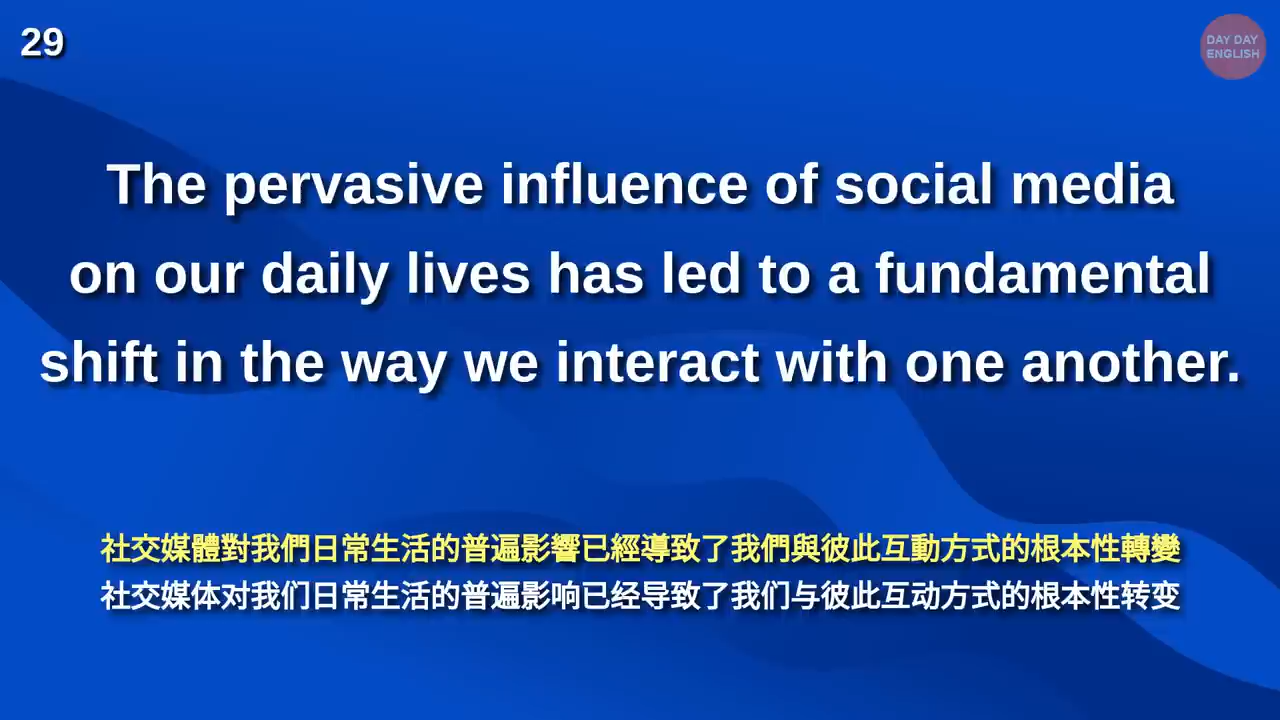 29
DAY DAY
ENGLISH
The pervasive influence of social media
on our daily lives has led to a fundamental
shift in the way we interact with one another.
社交媒體對我們日常生活的普遍影響已經導致了我們與彼此互動方式的根本性轉變
社交媒体对我们日常生活的普遍影响已经导致了我们与彼此互动方式的根本性转变